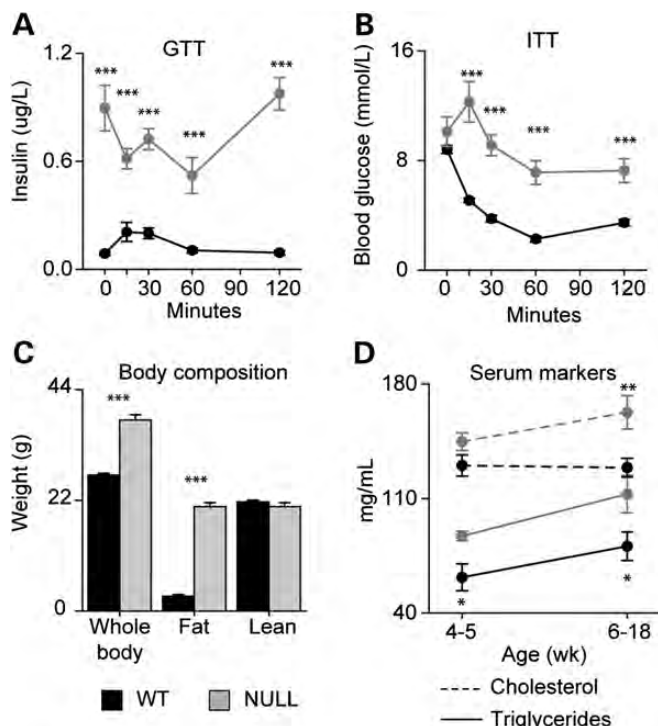 A
GTT
Insulin (ug/L)
1.2
0.6
0.0
***
***
***
***
***
0 30 60 90 120
Minutes
B
ITT
Blood glucose (mmol/L)
16
8
0
***
***
***
***
0 30 60 90 120
Minutes
C
Body composition
Weight (g)
44
22
0
***
***
Whole body
Fat
Lean
WT
NULL
D
Serum markers
mg/mL
180
110
40
**
*
*
4-5
6-18
Age (wk)
Cholesterol
Triglycerides